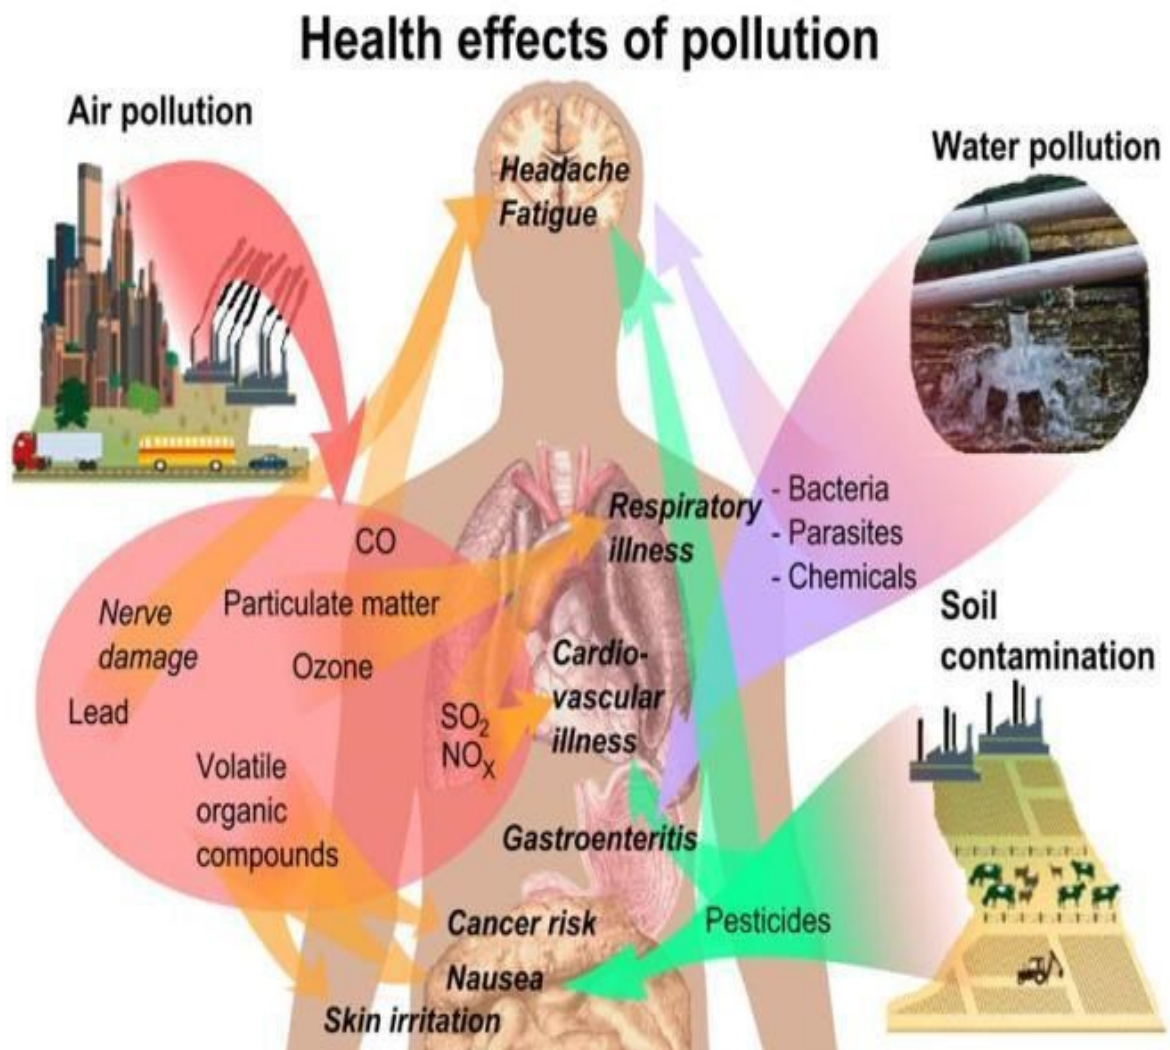 Health effects of pollution
Air pollution
Water pollution
Headache
Fatigue
- Bacteria
- Parasites
- Chemicals
Respiratory
illness
CO
Particulate matter
Nerve
damage
Ozone
Lead
Soil
contamination
Cardio-
vascular
illness
SO₂
NOₓ
Volatile
organic
compounds
Gastroenteritis
Cancer risk
Pesticides
Nausea
Skin irritation